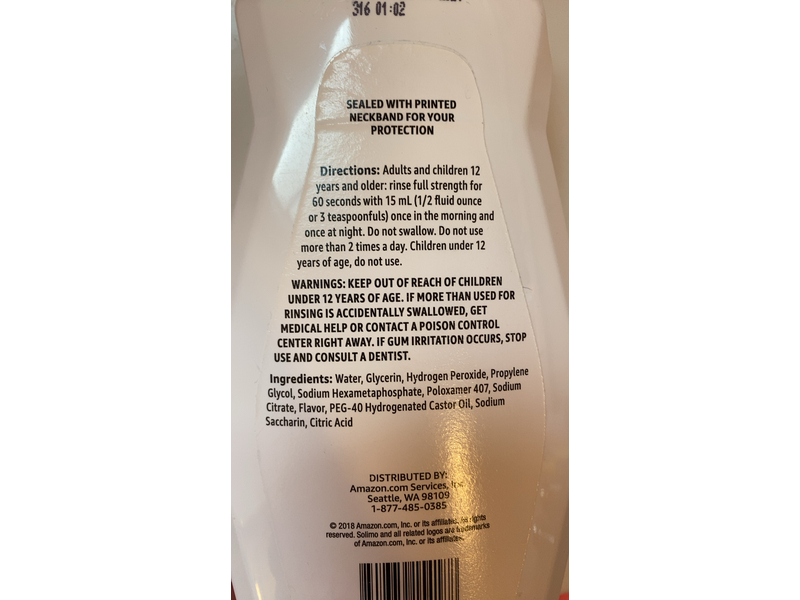 316 01:02
SEALED WITH PRINTED
NECKBAND FOR YOUR
PROTECTION
Directions: Adults and children 12
years and older: rinse full strength for
60 seconds with 15 mL (1/2 fluid ounce
or 3 teaspoonfuls) once in the morning and
once at night. Do not swallow. Do not use
more than 2 times a day. Children under 12
years of age, do not use.
WARNINGS: KEEP OUT OF REACH OF CHILDREN
UNDER 12 YEARS OF AGE. IF MORE THAN USED FOR
RINSING IS ACCIDENTALLY SWALLOWED, GET
MEDICAL HELP OR CONTACT A POISON CONTROL
CENTER RIGHT AWAY. IF GUM IRRITATION OCCURS, STOP
USE AND CONSULT A DENTIST.
Ingredients: Water, Glycerin, Hydrogen Peroxide, Propylene
Glycol, Sodium Hexametaphosphate, Poloxamer 407, Sodium
Citrate, Flavor, PEG-40 Hydrogenated Castor Oil, Sodium
Saccharin, Citric Acid
DISTRIBUTED BY:
Amazon.com Services, Inc.
Seattle, WA 98109
1-877-485-0385
© 2018 Amazon.com, Inc. or its affiliates. All rights
reserved. Solimo and all related logos are trademarks
of Amazon.com, Inc. or its affiliates.